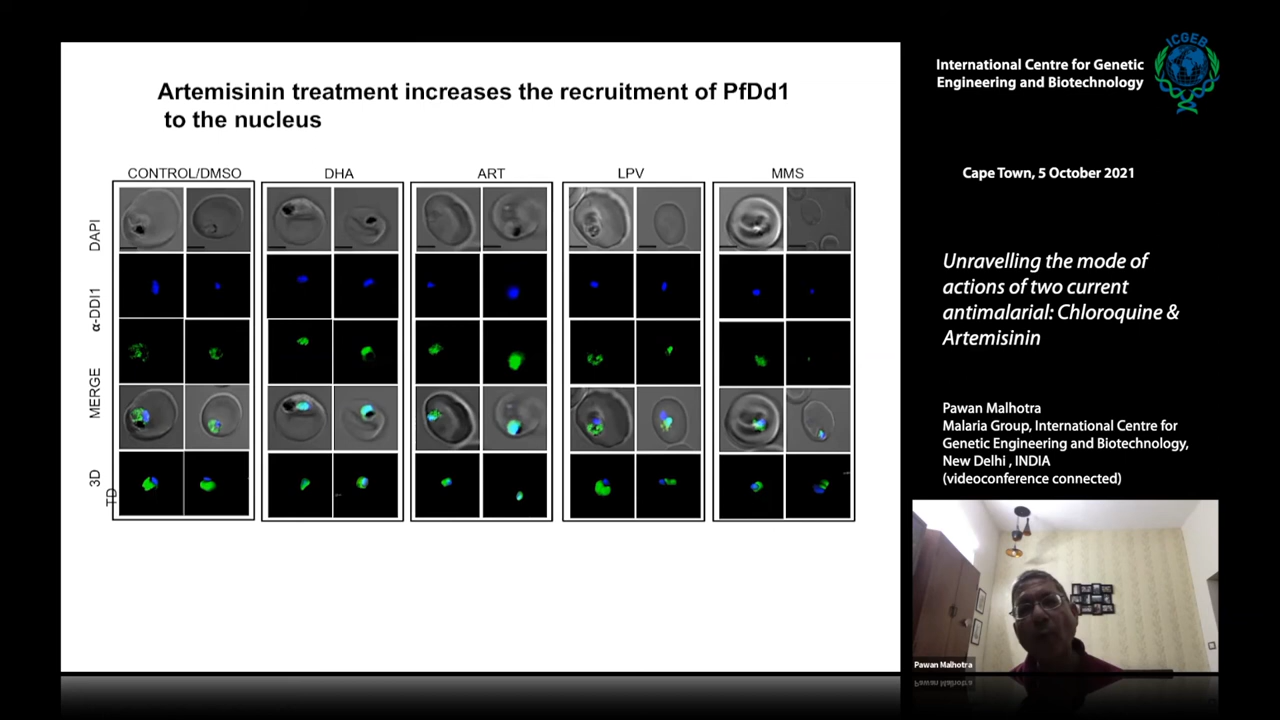 Artemisinin treatment increases the recruitment of PfDd1
to the nucleus
CONTROL/DMSO
DHA
ART
LPV
MMS
DAPI
α-DDI1
MERGE
3D
TD
ICGEB
International Centre for Genetic
Engineering and Biotechnology
Cape Town, 5 October 2021
Unravelling the mode of
actions of two current
antimalarial: Chloroquine &
Artemisinin
Pawan Malhotra
Malaria Group, International Centre for
Genetic Engineering and Biotechnology,
New Delhi , INDIA
(videoconference connected)
Pawan Malhotra